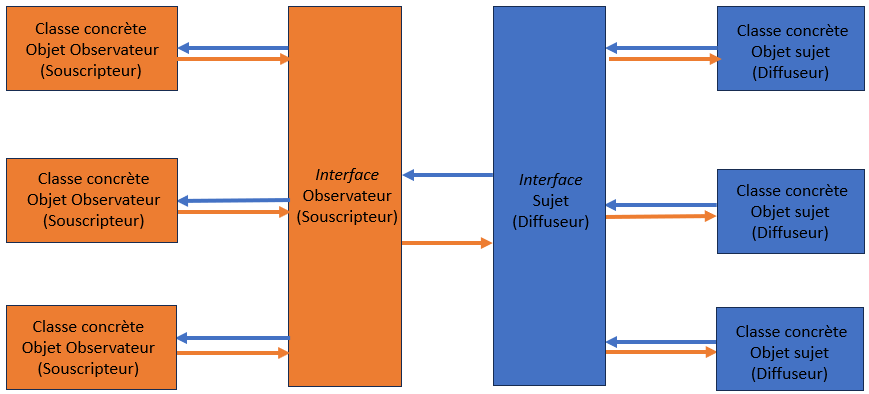 Classe concrète
Objet Observateur
(Souscripteur)
Classe concrète
Objet Observateur
(Souscripteur)
Classe concrète
Objet Observateur
(Souscripteur)
Interface
Observateur
(Souscripteur)
Interface
Sujet
(Diffuseur)
Classe concrète
Objet sujet
(Diffuseur)
Classe concrète
Objet sujet
(Diffuseur)
Classe concrète
Objet sujet
(Diffuseur)